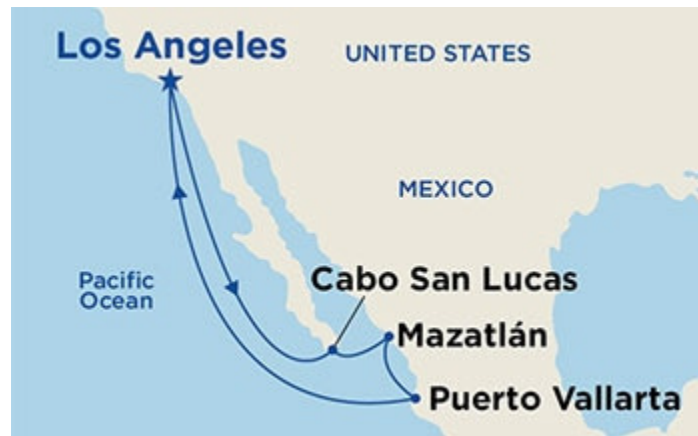 Los Angeles
UNITED STATES
MEXICO
Pacific
Ocean
Cabo San Lucas
Mazatlán
Puerto Vallarta